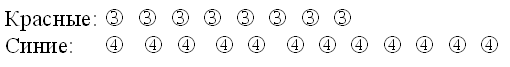 Красные: ③ ③ ③ ③ ③ ③ ③ ③
Синие: ④ ④ ④ ④ ④ ④ ④ ④ ④ ④ ④ ④